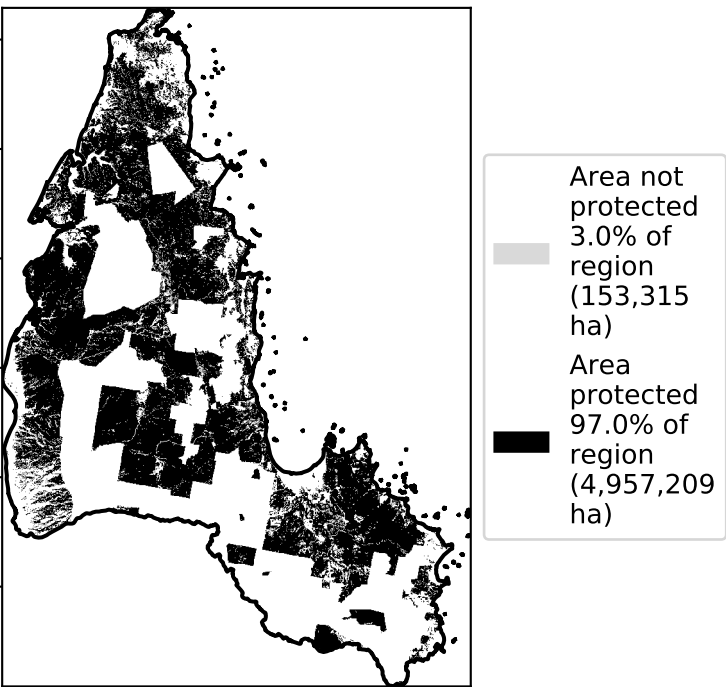 Area not
protected
3.0% of
region
(153,315
ha)
Area
protected
97.0% of
region
(4,957,209
ha)